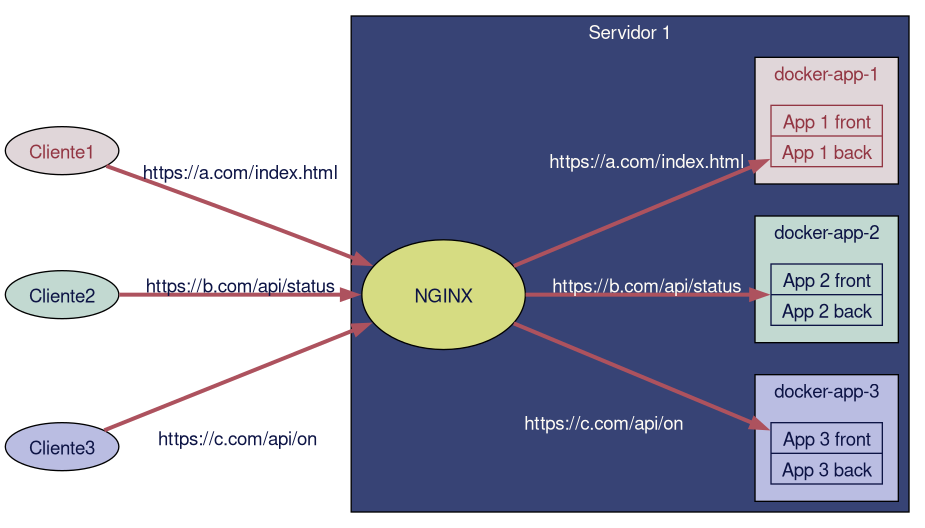 Servidor 1
docker-app-1
App 1 front
App 1 back
Cliente1
https://a.com/index.html
https://a.com/index.html
docker-app-2
App 2 front
App 2 back
Cliente2
https://b.com/api/status
NGINX
https://b.com/api/status
docker-app-3
App 3 front
App 3 back
Cliente3
https://c.com/api/on
https://c.com/api/on